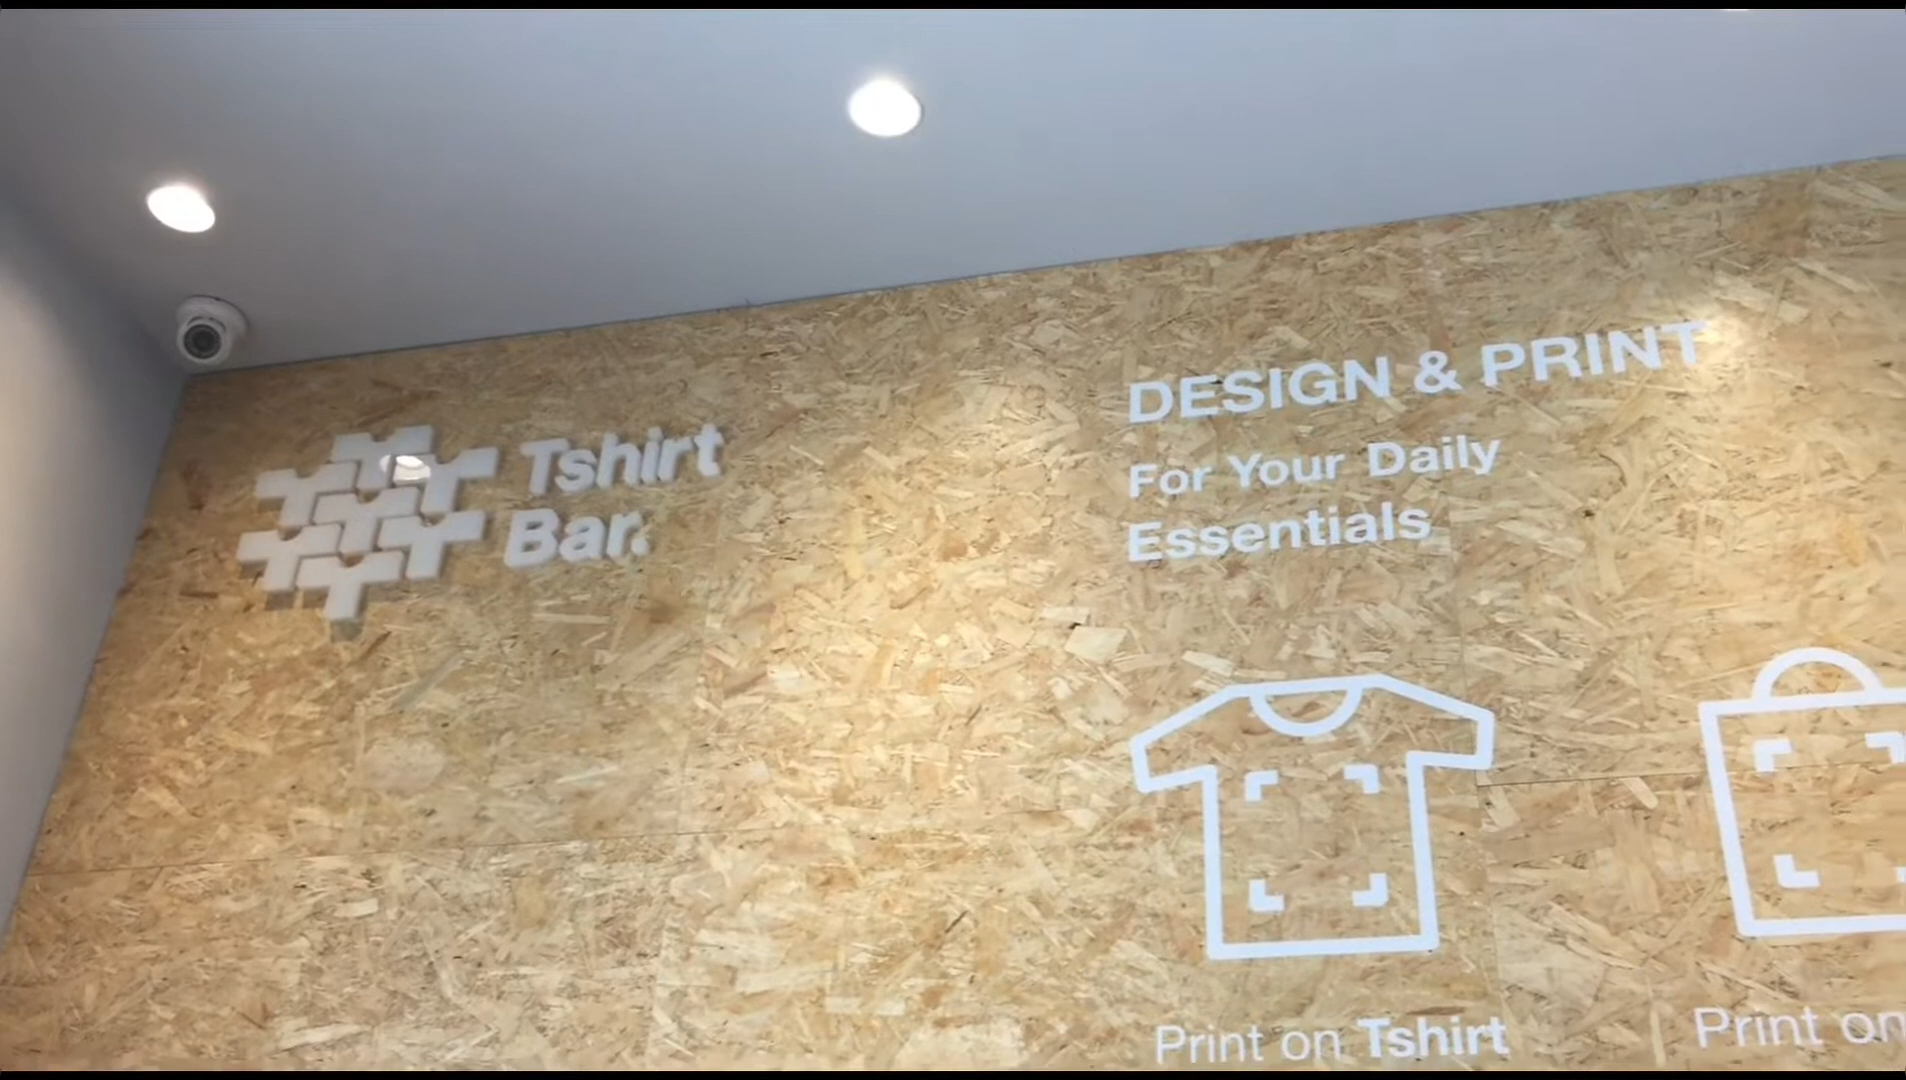 Tshirt
Bar.
DESIGN & PRINT
For Your Daily
Essentials
Print on Tshirt
Print on